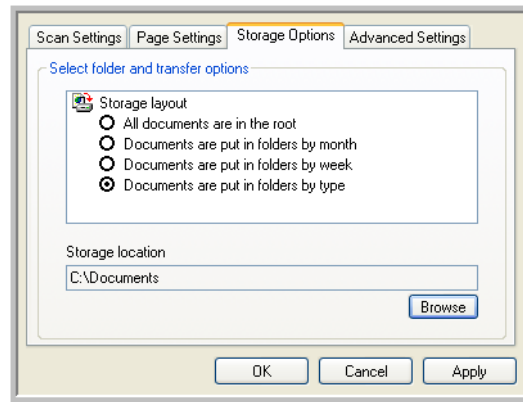 Scan Settings Page Settings Storage Options Advanced Settings
Select folder and transfer options
Storage layout
All documents are in the root
Documents are put in folders by month
Documents are put in folders by week
Documents are put in folders by type
Storage location
C:\Documents
Browse
OK Cancel Apply